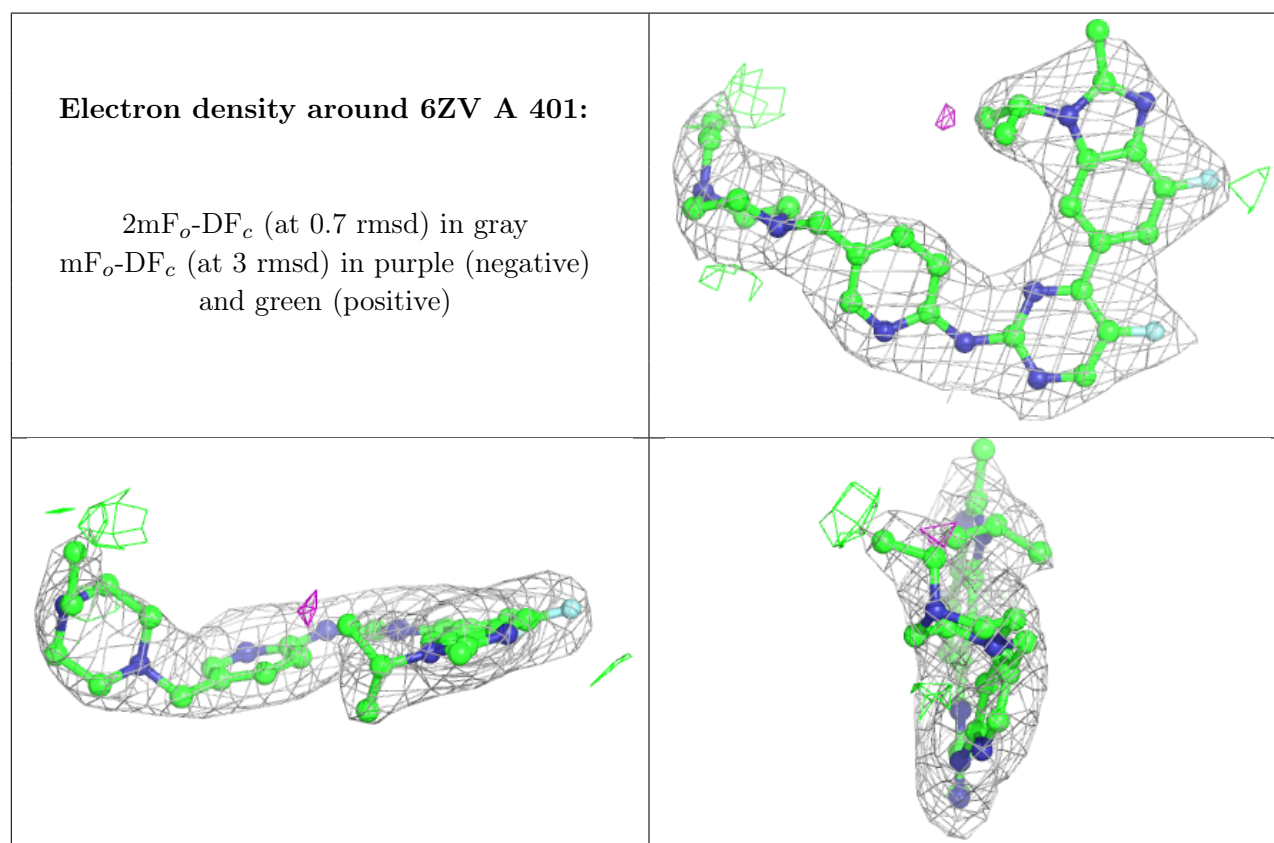 Electron density around 6ZV A 401:
2mFₒ-DF𝒸 (at 0.7 rmsd) in gray
mFₒ-DF𝒸 (at 3 rmsd) in purple (negative)
and green (positive)